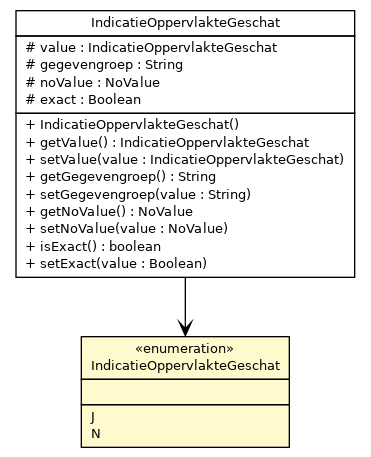 IndicatieOppervlakteGeschat
# value : IndicatieOppervlakteGeschat
# gegevengroep : String
# noValue : NoValue
# exact : Boolean
+ IndicatieOppervlakteGeschat()
+ getValue() : IndicatieOppervlakteGeschat
+ setValue(value : IndicatieOppervlakteGeschat)
+ getGegevengroep() : String
+ setGegevengroep(value : String)
+ getNoValue() : NoValue
+ setNoValue(value : NoValue)
+ isExact() : boolean
+ setExact(value : Boolean)
«enumeration»
IndicatieOppervlakteGeschat
J
N